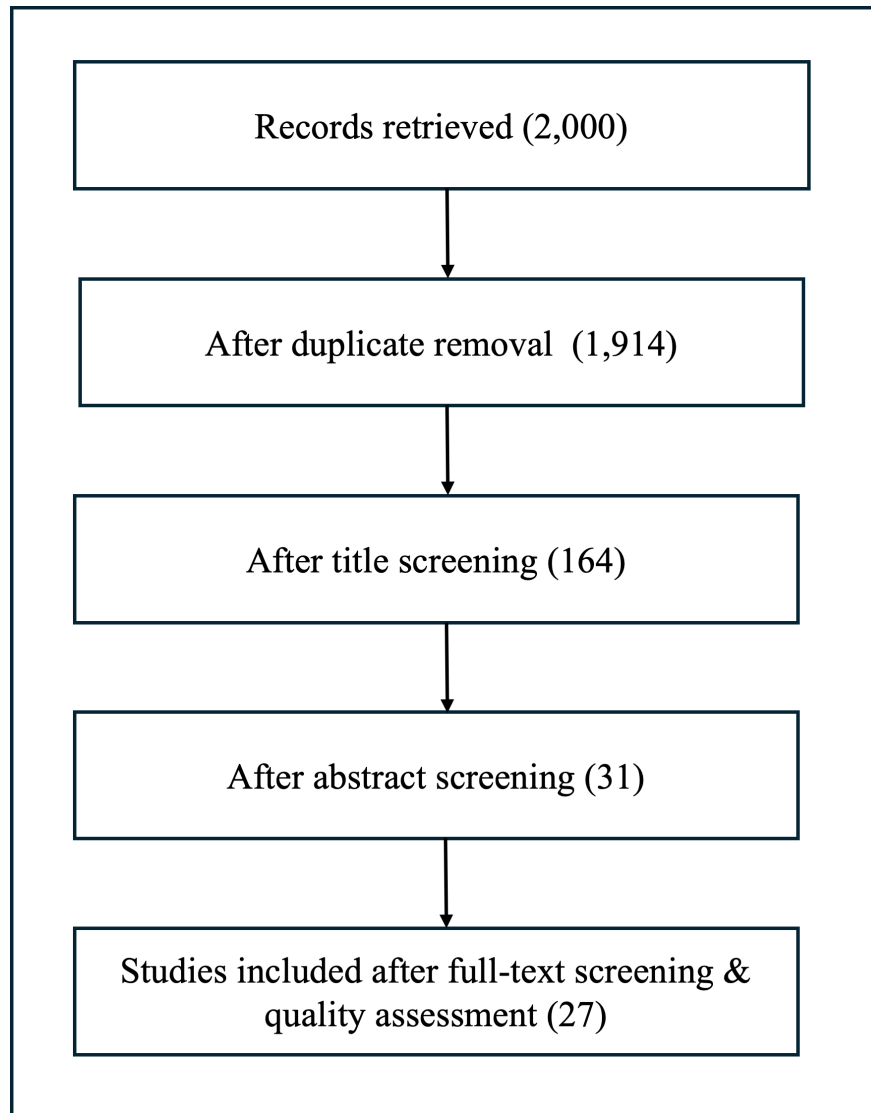 Records retrieved (2,000)
After duplicate removal  (1,914)
After title screening (164)
After abstract screening (31)
Studies included after full-text screening &
quality assessment (27)